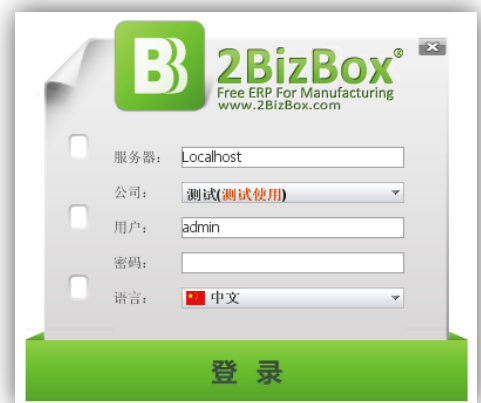 B
2BizBox®
Free ERP For Manufacturing
www.2BizBox.com
服务器： Localhost
公司： 测试(测试使用)
用户： admin
密码：
语言： 中文
登 录